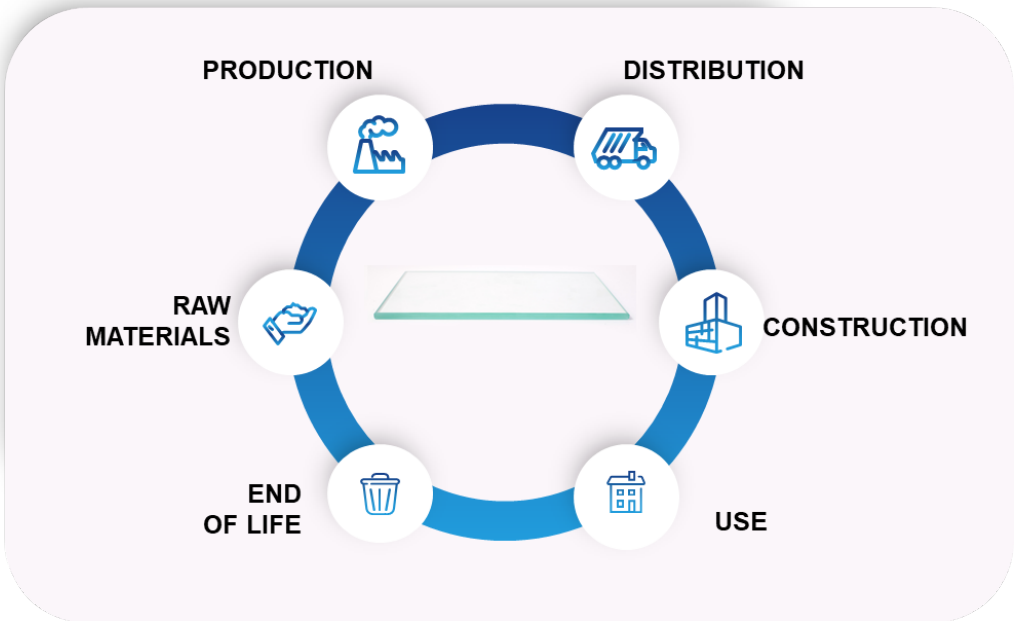 PRODUCTION
DISTRIBUTION
RAW
MATERIALS
CONSTRUCTION
END
OF LIFE
USE